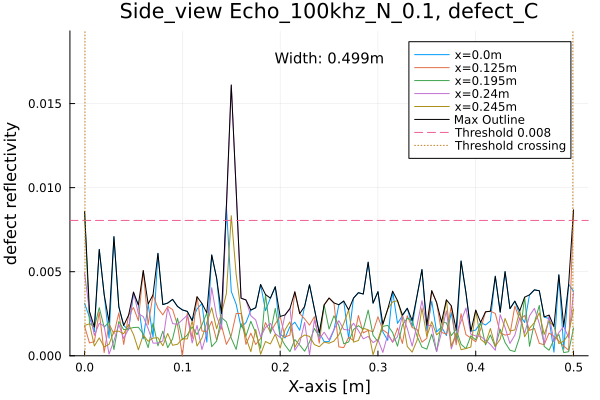 Side_view Echo_100khz_N_0.1, defect_C
Width: 0.499m
x=0.0m
x=0.125m
x=0.195m
x=0.24m
x=0.245m
Max Outline
Threshold 0.008
Threshold crossing
defect reflectivity
0.015
0.010
0.005
0.000
0.0 0.1 0.2 0.3 0.4 0.5
X-axis [m]